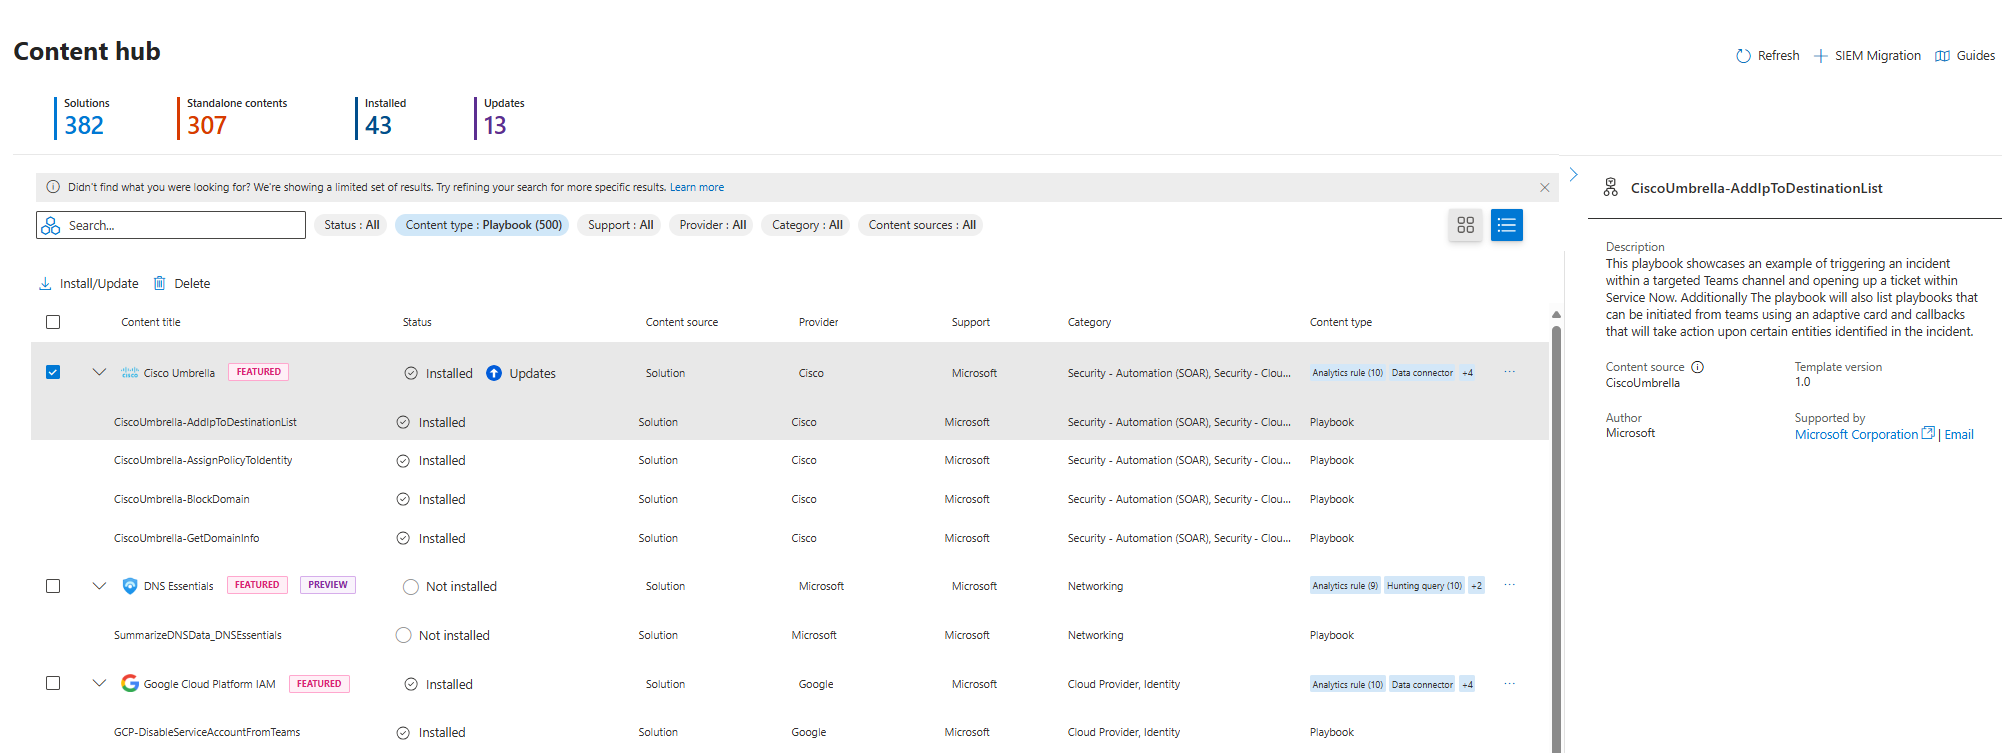 Content hub
Refresh SIEM Migration Guides
Solutions Standalone contents Installed Updates
382 307 43 13
Didn't find what you were looking for? We're showing a limited set of results. Try refining your search for more specific results. Learn more
Search... Status : All Content type : Playbook (500) Support : All Provider : All Category : All Content sources : All
Install/Update Delete
Content title Status Content source Provider Support Category Content type
Cisco Umbrella FEATURED Installed Updates Solution Cisco Microsoft Security - Automation (SOAR), Security - Clou... Analytics rule (10) Data connector +4 ...
CiscoUmbrella-AddIpToDestinationList Installed Solution Cisco Microsoft Security - Automation (SOAR), Security - Clou... Playbook
CiscoUmbrella-AssignPolicyToIdentity Installed Solution Cisco Microsoft Security - Automation (SOAR), Security - Clou... Playbook
CiscoUmbrella-BlockDomain Installed Solution Cisco Microsoft Security - Automation (SOAR), Security - Clou... Playbook
CiscoUmbrella-GetDomainInfo Installed Solution Cisco Microsoft Security - Automation (SOAR), Security - Clou... Playbook
DNS Essentials FEATURED PREVIEW Not installed Solution Microsoft Microsoft Networking Analytics rule (9) Hunting query (10) +2 ...
SummarizeDNSData_DNSEssentials Not installed Solution Microsoft Microsoft Networking Playbook
Google Cloud Platform IAM FEATURED Installed Solution Google Microsoft Cloud Provider, Identity Analytics rule (10) Data connector +4 ...
GCP-DisableServiceAccountFromTeams Installed Solution Google Microsoft Cloud Provider, Identity Playbook
CiscoUmbrella-AddIpToDestinationList
Description
This playbook showcases an example of triggering an incident
within a targeted Teams channel and opening up a ticket within
Service Now. Additionally The playbook will also list playbooks that
can be initiated from teams using an adaptive card and callbacks
that will take action upon certain entities identified in the incident.
Content source Template version
CiscoUmbrella 1.0
Author Supported by
Microsoft Microsoft Corporation | Email